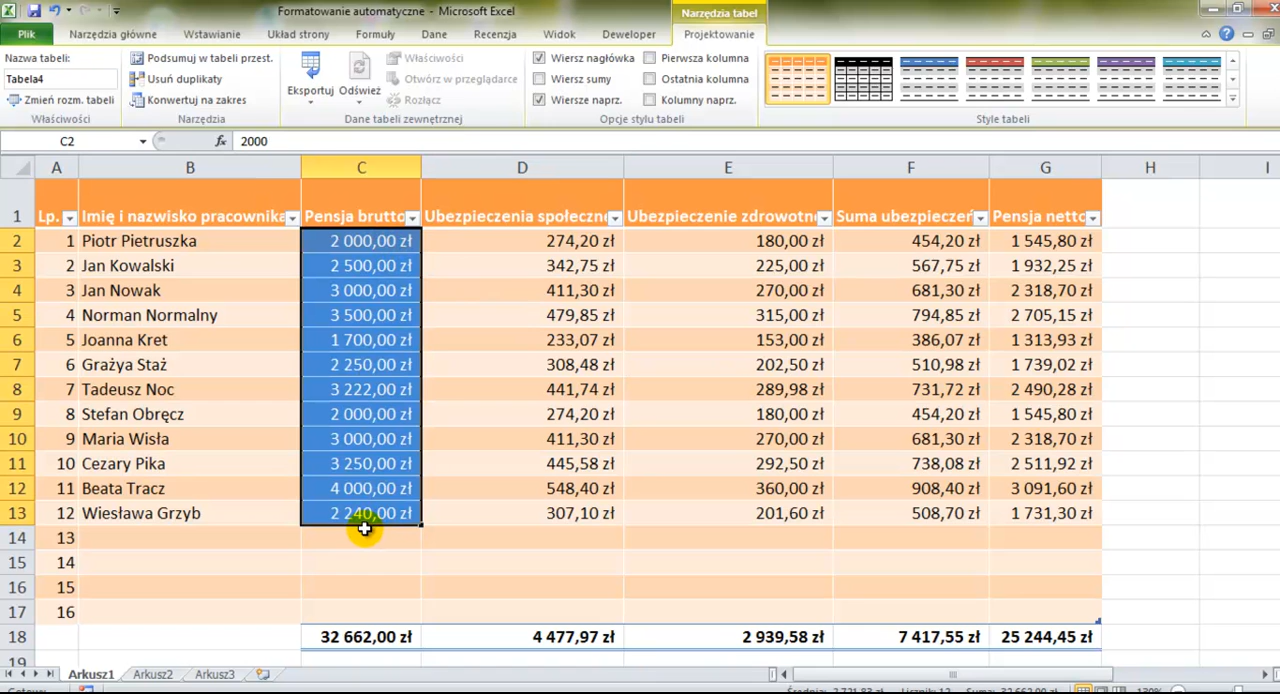 Formatowanie automatyczne - Microsoft Excel
Narzędzia tabel
Plik Narzędzia główne Wstawianie Układ strony Formuły Dane Recenzja Widok Deweloper Projektowanie
Nazwa tabeli: Podsumuj w tabeli przest. Właściwości Wiersz nagłówka Pierwsza kolumna
Tabela4 Usuń duplikaty Otwórz w przeglądarce Wiersz sumy Ostatnia kolumna
Zmień rozm. tabeli Konwertuj na zakres Eksportuj Odśwież Rozłącz Wiersze naprz. Kolumny naprz.
Właściwości Narzędzia Dane tabeli zewnętrznej Opcje stylu tabeli Style tabeli
C2 fx 2000
A B C D E F G H I
1 Lp. Imię i nazwisko pracownika Pensja brutto Ubezpieczenia społeczne Ubezpieczenie zdrowotn Suma ubezpieczeń Pensja netto
2 1 Piotr Pietruszka 2 000,00 zł 274,20 zł 180,00 zł 454,20 zł 1 545,80 zł
3 2 Jan Kowalski 2 500,00 zł 342,75 zł 225,00 zł 567,75 zł 1 932,25 zł
4 3 Jan Nowak 3 000,00 zł 411,30 zł 270,00 zł 681,30 zł 2 318,70 zł
5 4 Norman Normalny 3 500,00 zł 479,85 zł 315,00 zł 794,85 zł 2 705,15 zł
6 5 Joanna Kret 1 700,00 zł 233,07 zł 153,00 zł 386,07 zł 1 313,93 zł
7 6 Grażya Staż 2 250,00 zł 308,48 zł 202,50 zł 510,98 zł 1 739,02 zł
8 7 Tadeusz Noc 3 222,00 zł 441,74 zł 289,98 zł 731,72 zł 2 490,28 zł
9 8 Stefan Obręcz 2 000,00 zł 274,20 zł 180,00 zł 454,20 zł 1 545,80 zł
10 9 Maria Wisła 3 000,00 zł 411,30 zł 270,00 zł 681,30 zł 2 318,70 zł
11 10 Cezary Pika 3 250,00 zł 445,58 zł 292,50 zł 738,08 zł 2 511,92 zł
12 11 Beata Tracz 4 000,00 zł 548,40 zł 360,00 zł 908,40 zł 3 091,60 zł
13 12 Wiesława Grzyb 2 240,00 zł 307,10 zł 201,60 zł 508,70 zł 1 731,30 zł
14 13
15 14
16 15
17 16
18 32 662,00 zł 4 477,97 zł 2 939,58 zł 7 417,55 zł 25 244,45 zł
19
Arkusz1 Arkusz2 Arkusz3